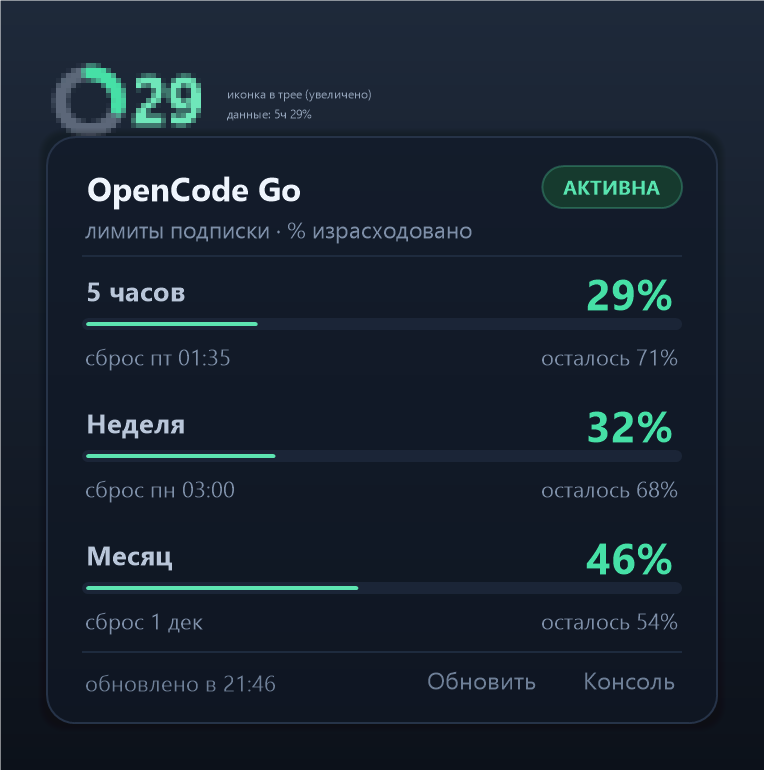 29
иконка в трее (увеличено)
данные: 5ч 29%
OpenCode Go
АКТИВНА
лимиты подписки · % израсходовано
5 часов
29%
сброс пт 01:35
осталось 71%
Неделя
32%
сброс пн 03:00
осталось 68%
Месяц
46%
сброс 1 дек
осталось 54%
обновлено в 21:46
Обновить
Консоль